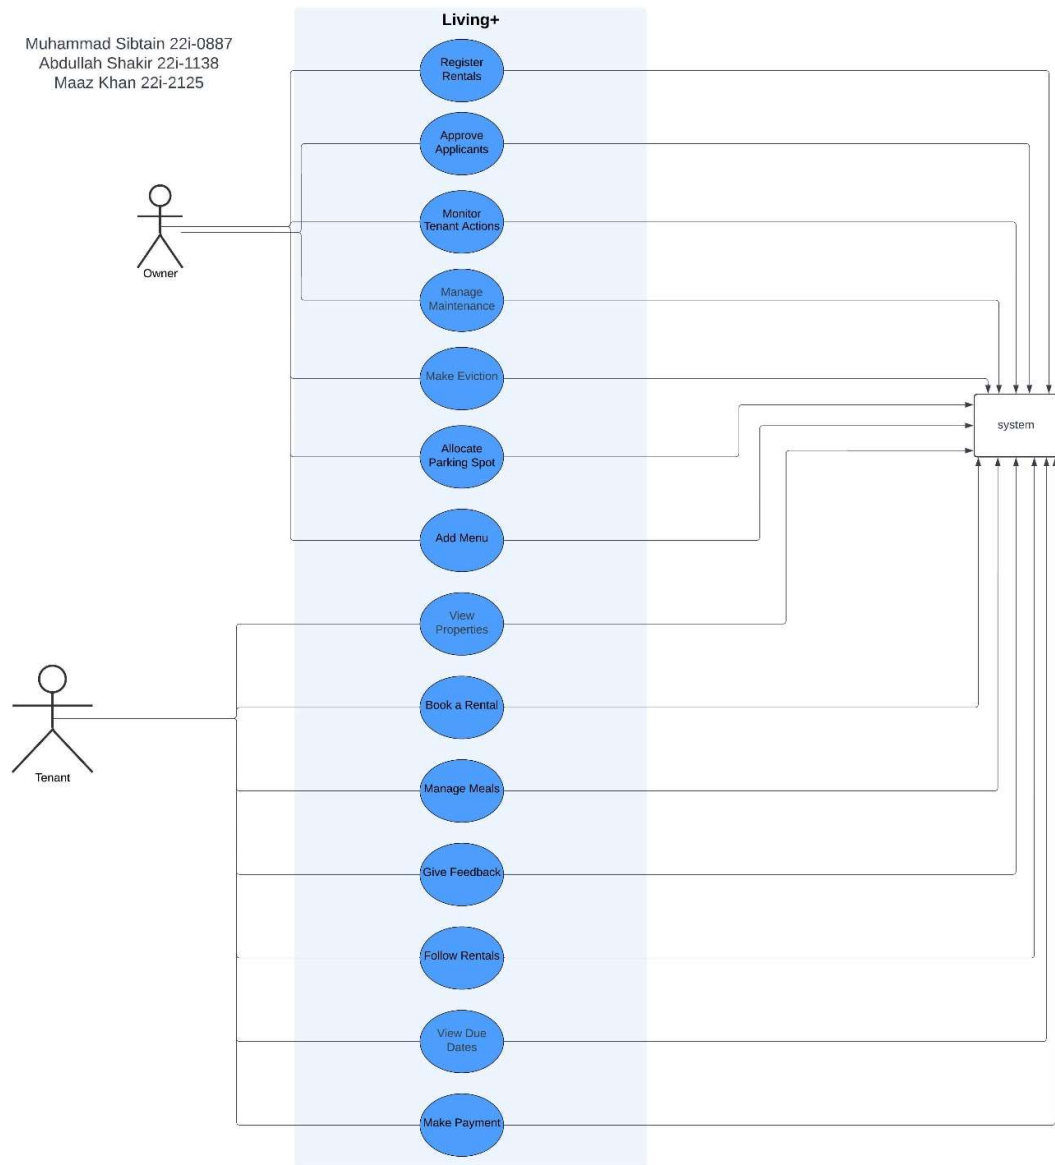 Living+
Muhammad Sibtain 22i-0887
Abdullah Shakir 22i-1138
Maaz Khan 22i-2125
Register
Rentals
Approve
Applicants
Monitor
Tenant Actions
Owner
Manage
Maintenance
Make Eviction
system
Allocate
Parking Spot
Add Menu
View
Properties
Book a Rental
Tenant
Manage Meals
Give Feedback
Follow Rentals
View Due
Dates
Make Payment